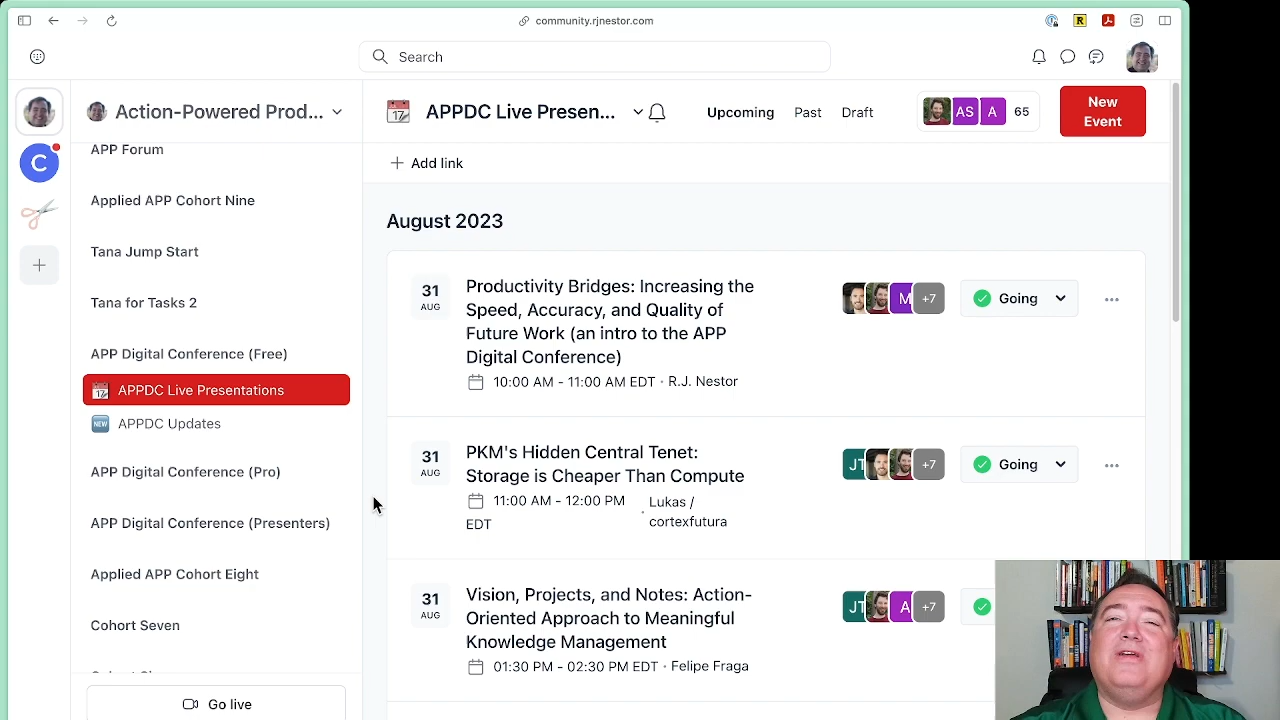 community.rjnestor.com
R
Search
Action-Powered Prod...
APP Forum
Applied APP Cohort Nine
Tana Jump Start
Tana for Tasks 2
APP Digital Conference (Free)
17
APPDC Live Presentations
NEW
APPDC Updates
APP Digital Conference (Pro)
APP Digital Conference (Presenters)
Applied APP Cohort Eight
Cohort Seven
Go live
C
17
APPDC Live Presen...
Upcoming
Past
Draft
AS
A
65
New
Event
Add link
August 2023
31
AUG
Productivity Bridges: Increasing the
Speed, Accuracy, and Quality of
Future Work (an intro to the APP
Digital Conference)
10:00 AM - 11:00 AM EDT · R.J. Nestor
M
+7
Going
31
AUG
PKM's Hidden Central Tenet:
Storage is Cheaper Than Compute
11:00 AM - 12:00 PM
EDT
· Lukas /
cortexfutura
JT
+7
Going
31
AUG
Vision, Projects, and Notes: Action-
Oriented Approach to Meaningful
Knowledge Management
01:30 PM - 02:30 PM EDT · Felipe Fraga
JT
A
+7